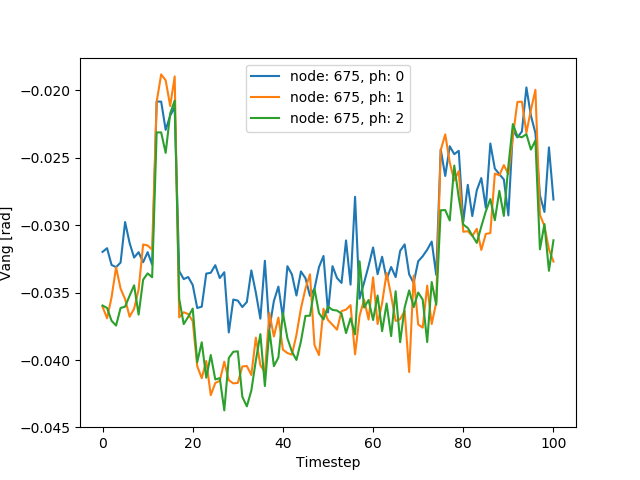 node: 675, ph: 0
node: 675, ph: 1
node: 675, ph: 2
−0.020
−0.025
−0.030
−0.035
−0.040
−0.045
Vang [rad]
0 20 40 60 80 100
Timestep